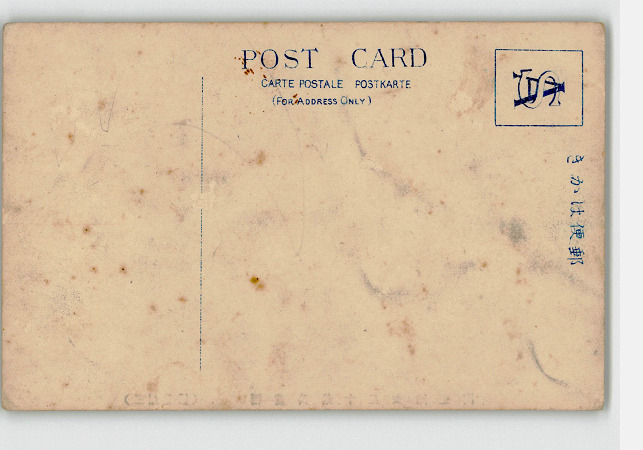 POST CARD
CARTE POSTALE POSTKARTE
(FOR ADDRESS ONLY)
きかは便郵